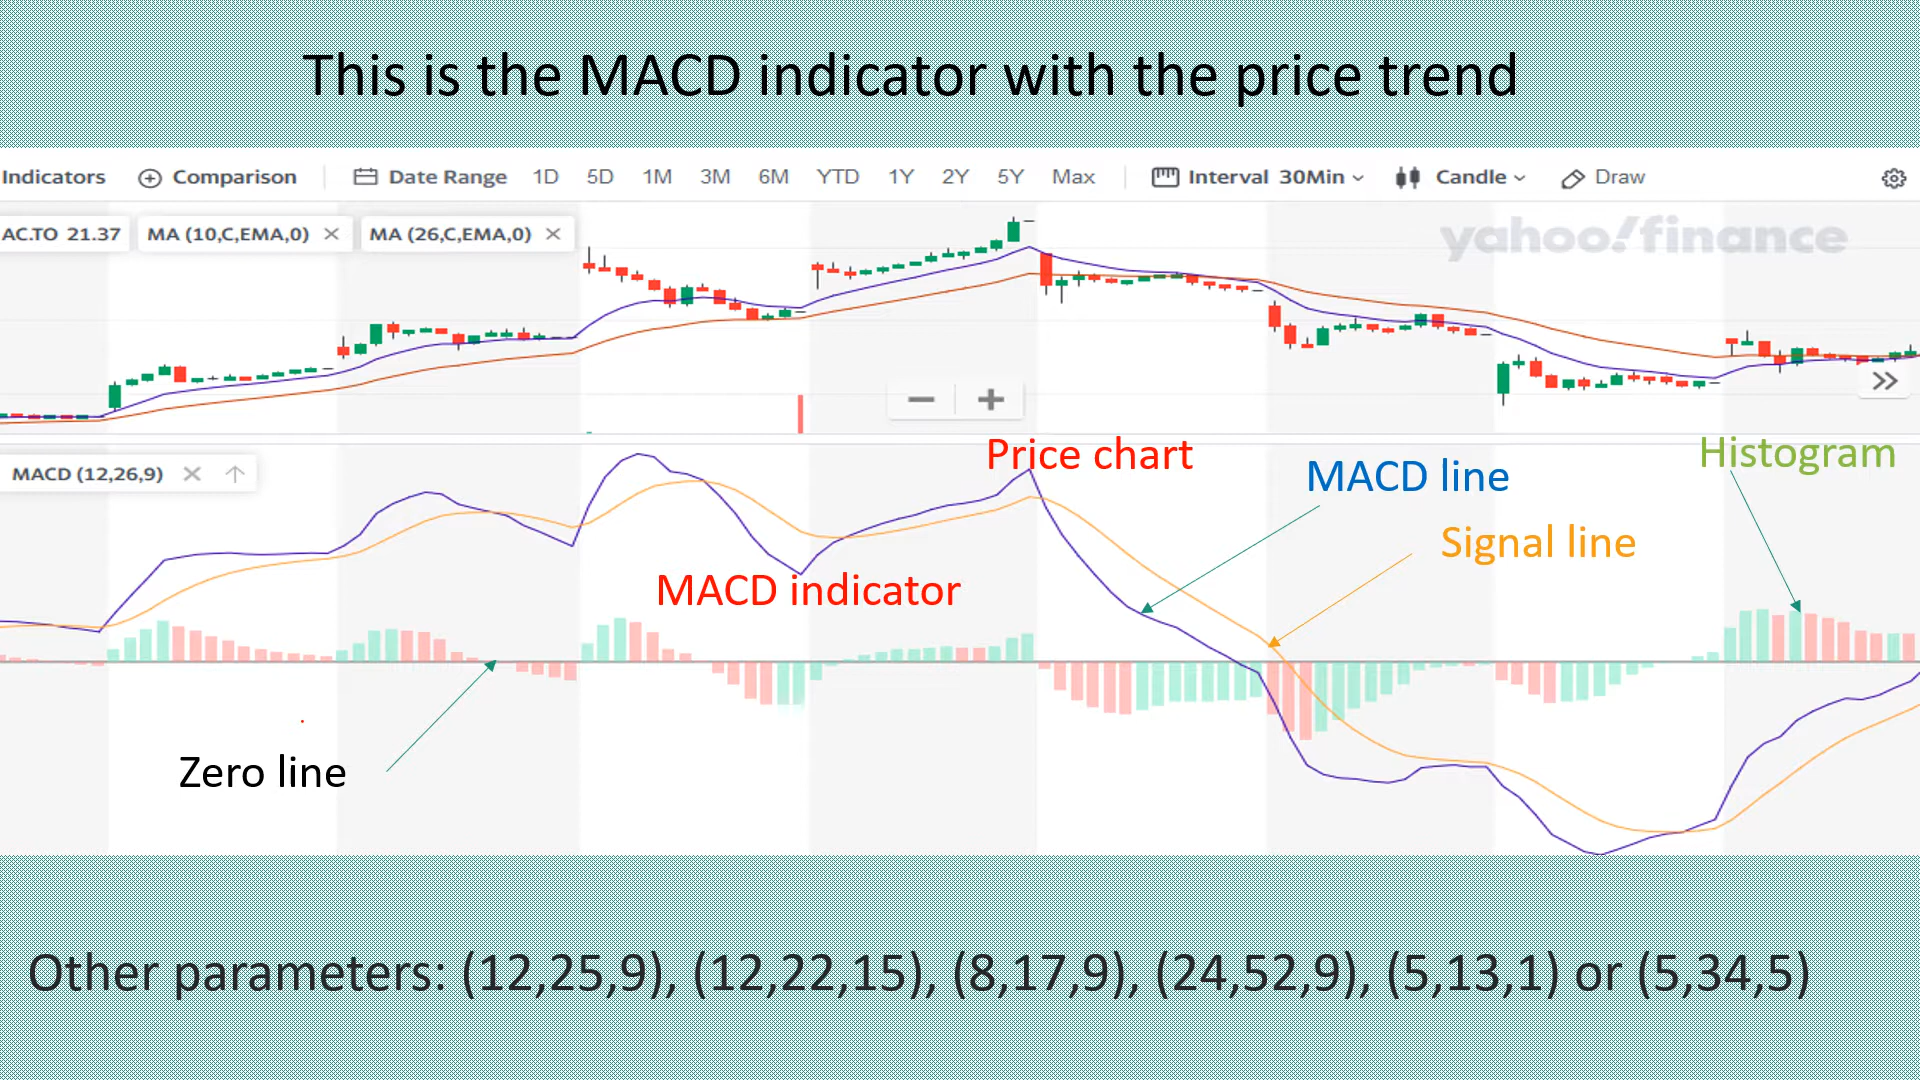 This is the MACD indicator with the price trend
Indicators Comparison Date Range 1D 5D 1M 3M 6M YTD 1Y 2Y 5Y Max Interval 30Min Candle Draw
AC.TO 21.37 MA (10,C,EMA,0) MA (26,C,EMA,0)
yahoo!finance
Price chart
Histogram
MACD (12,26,9)
MACD line
Signal line
MACD indicator
Zero line
Other parameters: (12,25,9), (12,22,15), (8,17,9), (24,52,9), (5,13,1) or (5,34,5)